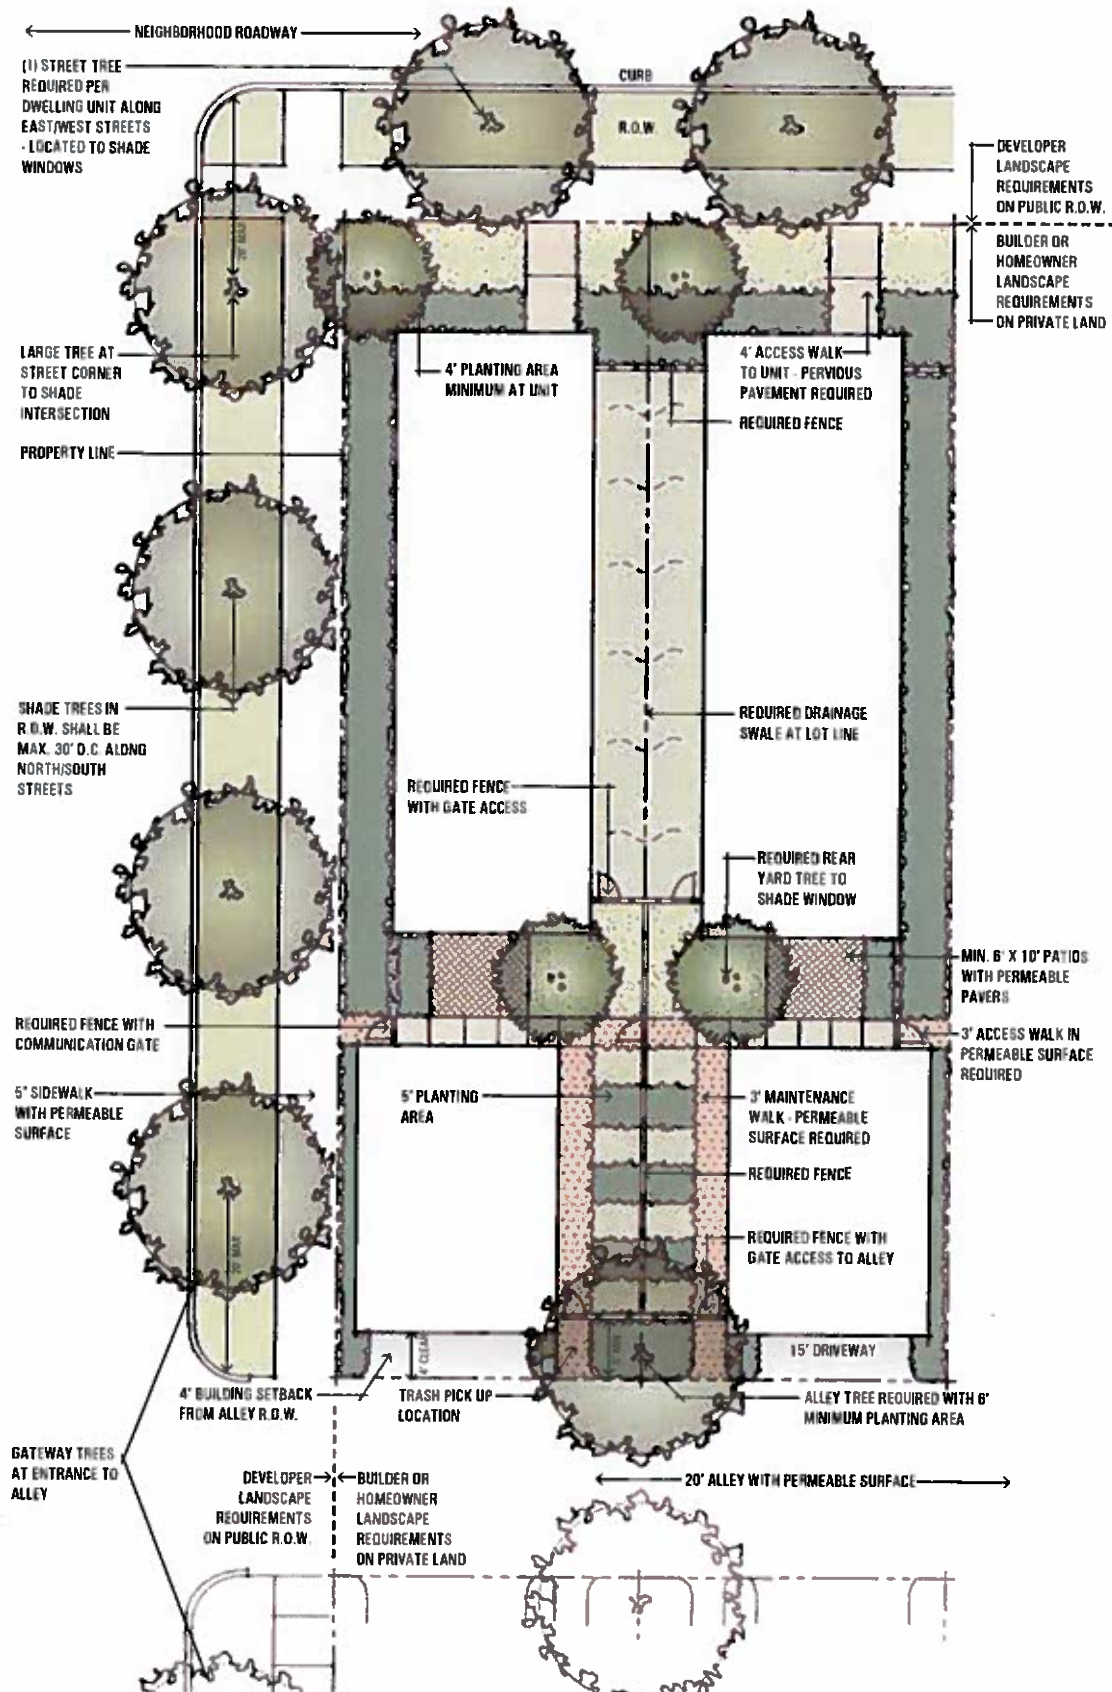 NEIGHBORHOOD ROADWAY
(1) STREET TREE
REQUIRED PER
DWELLING UNIT ALONG
EAST/WEST STREETS
- LOCATED TO SHADE
WINDOWS
CURB
R.O.W
DEVELOPER
LANDSCAPE
REQUIREMENTS
ON PUBLIC R.O.W.
BUILDER OR
HOMEOWNER
LANDSCAPE
REQUIREMENTS
ON PRIVATE LAND
LARGE TREE AT
STREET CORNER
TO SHADE
INTERSECTION
4' PLANTING AREA
MINIMUM AT UNIT
4' ACCESS WALK
TO UNIT - PERVIOUS
PAVEMENT REQUIRED
REQUIRED FENCE
PROPERTY LINE
SHADE TREES IN
R.O.W. SHALL BE
MAX. 30' O.C. ALONG
NORTH/SOUTH
STREETS
REQUIRED DRAINAGE
SWALE AT LOT LINE
REQUIRED FENCE
WITH GATE ACCESS
REQUIRED REAR
YARD TREE TO
SHADE WINDOW
MIN. 6' X 10' PATIOS
WITH PERMEABLE
PAVERS
REQUIRED FENCE WITH
COMMUNICATION GATE
3' ACCESS WALK IN
PERMEABLE SURFACE
REQUIRED
5' SIDEWALK
WITH PERMEABLE
SURFACE
5' PLANTING
AREA
3' MAINTENANCE
WALK - PERMEABLE
SURFACE REQUIRED
REQUIRED FENCE
REQUIRED FENCE WITH
GATE ACCESS TO ALLEY
4' CLEAR
15' DRIVEWAY
4' BUILDING SETBACK
FROM ALLEY R.O.W.
TRASH PICK UP
LOCATION
ALLEY TREE REQUIRED WITH 6'
MINIMUM PLANTING AREA
GATEWAY TREES
AT ENTRANCE TO
ALLEY
DEVELOPER
LANDSCAPE
REQUIREMENTS
ON PUBLIC R.O.W.
BUILDER OR
HOMEOWNER
LANDSCAPE
REQUIREMENTS
ON PRIVATE LAND
20' ALLEY WITH PERMEABLE SURFACE